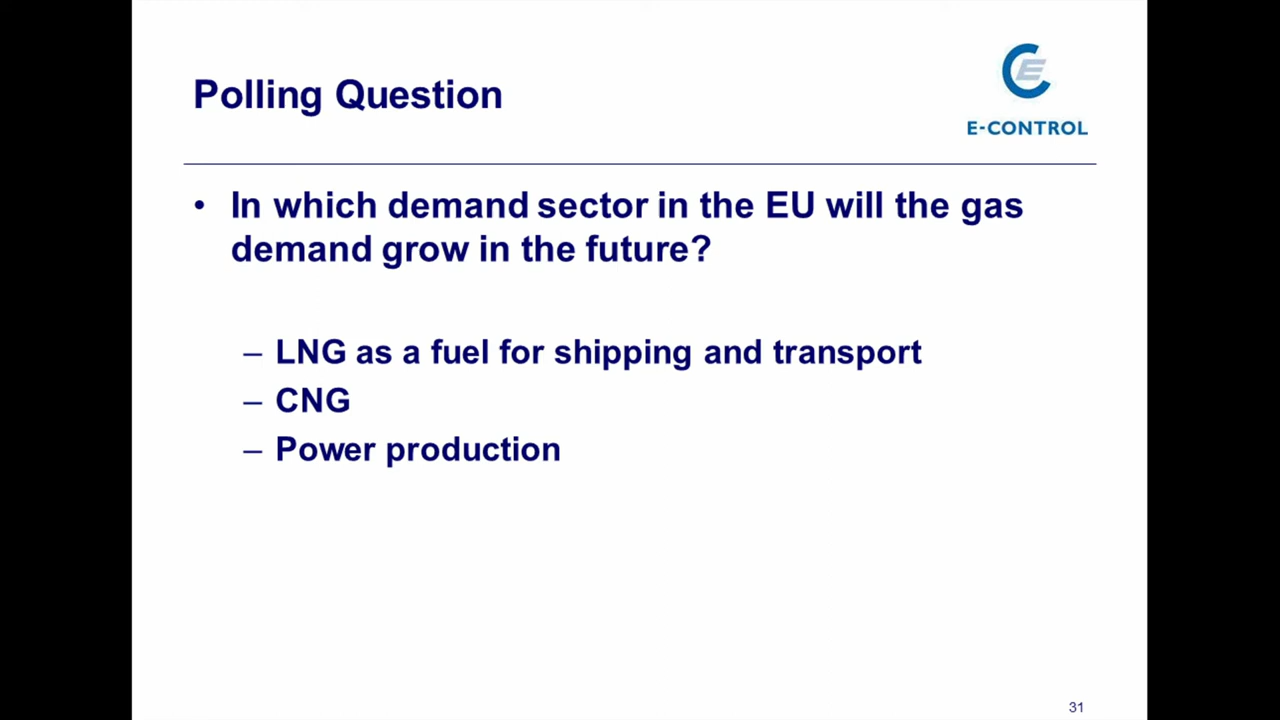 Polling Question
E-CONTROL
• In which demand sector in the EU will the gas
demand grow in the future?
– LNG as a fuel for shipping and transport
– CNG
– Power production
31